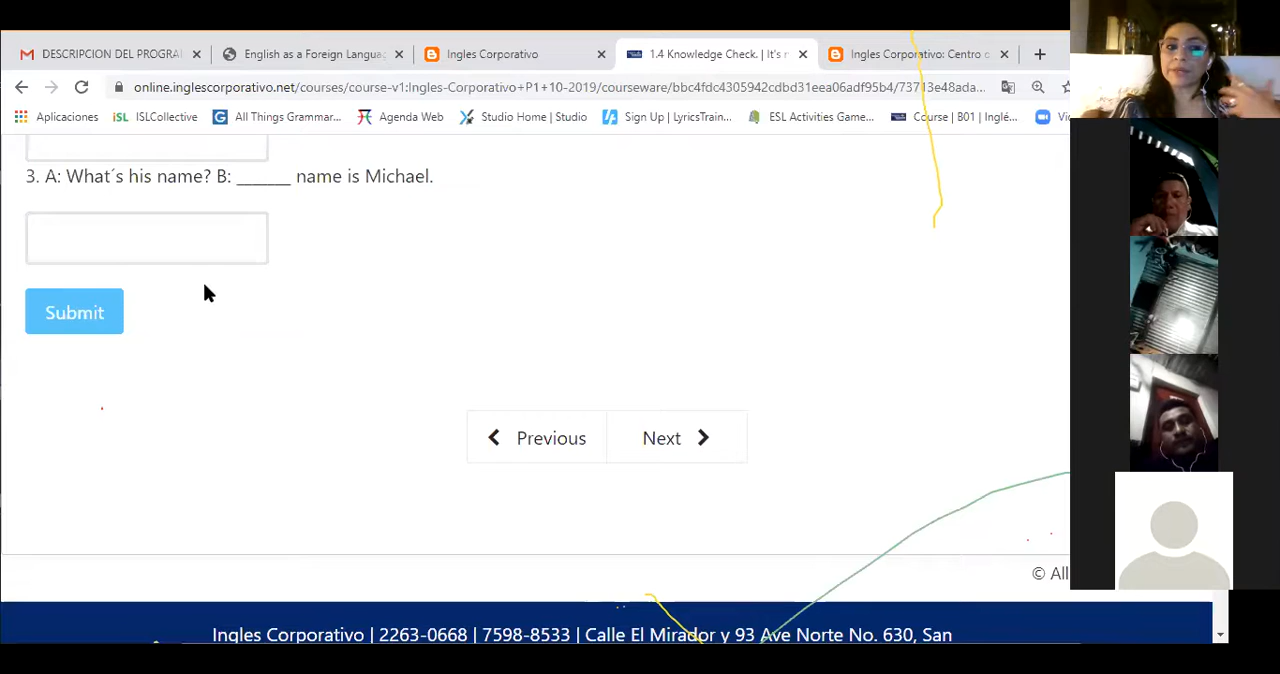 DESCRIPCION DEL PROGRA
English as a Foreign Languag
Ingles Corporativo
1.4 Knowledge Check. | It's n
Ingles Corporativo: Centro
online.inglescorporativo.net/courses/course-v1:Ingles-Corporativo+P1+10-2019/courseware/bbc4fdc4305942cdbd31eea06adf95b4/73713e48ada...
Aplicaciones
iSL ISLCollective
G All Things Grammar...
Agenda Web
Studio Home | Studio
Sign Up | LyricsTrain...
ESL Activities Game...
Course | B01 | Inglé...
3. A: What´s his name? B: _______ name is Michael.
Submit
Previous
Next
© All
Ingles Corporativo | 2263-0668 | 7598-8533 | Calle El Mirador y 93 Ave Norte No. 630, San